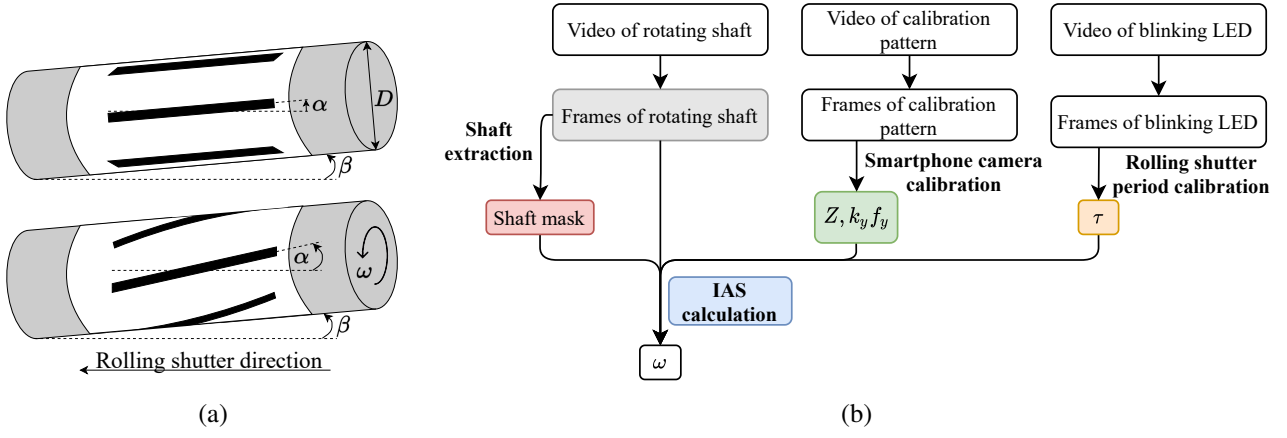 α
D
β
α
ω
β
Rolling shutter direction
(a)
Video of rotating shaft
Video of calibration
pattern
Video of blinking LED
Frames of rotating shaft
Frames of calibration
pattern
Frames of blinking LED
Shaft
extraction
Smartphone camera
calibration
Rolling shutter
period calibration
Shaft mask
Z, k_y f_y
τ
IAS
calculation
ω
(b)